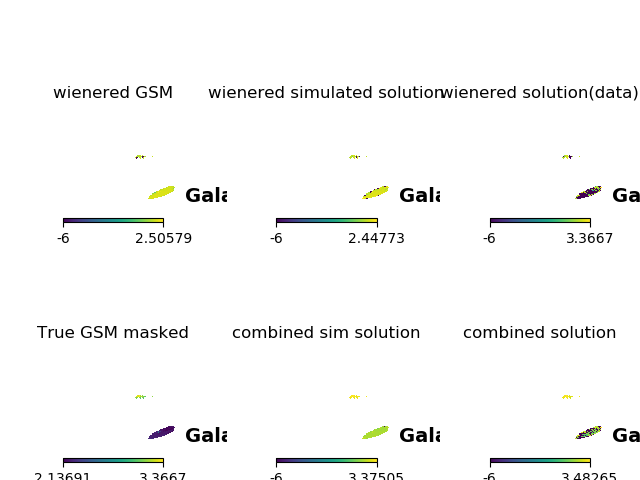 wienered GSM
wienered simulated solution
wienered solution(data)
Gala
Gala
Ga
-6 2.50579
-6 2.44773
-6 3.3667
True GSM masked
combined sim solution
combined solution
Gala
Gala
Ga
2.13691 3.3667
-6 3.37505
-6 3.48265